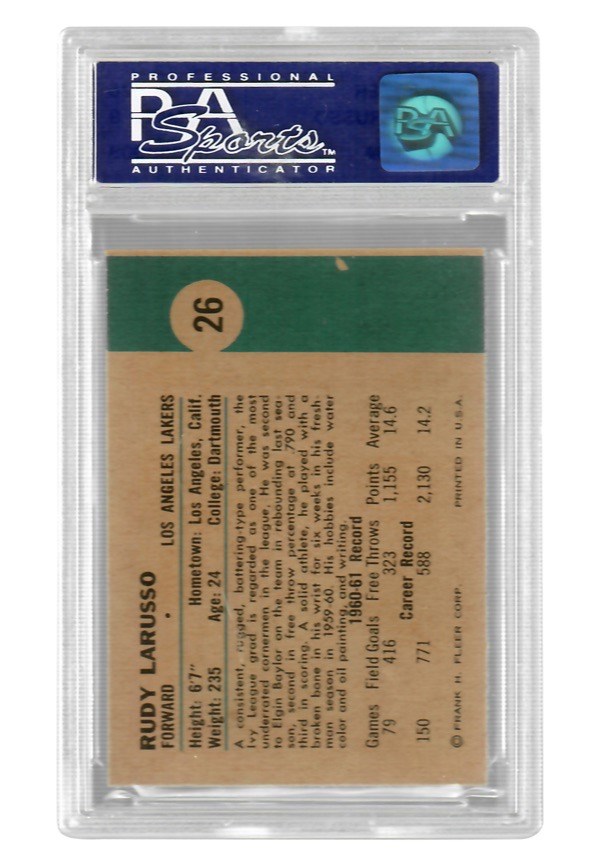 PROFESSIONAL
PSA
Sports™
AUTHENTICATOR
PSA
26
RUDY LARUSSO
FORWARD • LOS ANGELES LAKERS
Height: 6'7" Hometown: Los Angeles, Calif.
Weight: 235 Age: 24 College: Dartmouth
A consistent, rugged, battering-type performer, the
Ivy League grad is regarded as one of the most
underrated cornermen in the league. He was second
to Elgin Baylor on the team in rebounding last sea-
son, second in free throw percentage at .790 and
third in scoring. A solid athlete, he played with a
broken bone in his wrist for six weeks in his fresh-
man season in 1959-60. His hobbies include water
color and oil painting, and writing.
1960-61 Record
Games Field Goals Free Throws Points Average
79 416 323 1,155 14.6
Career Record
150 771 588 2,130 14.2
© FRANK H. FLEER CORP. PRINTED IN U.S.A.